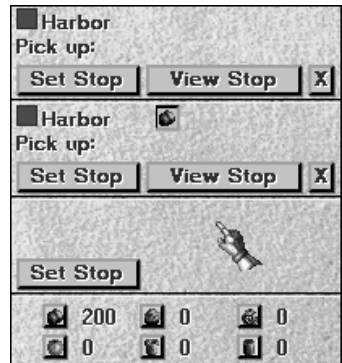 Harbor
Pick up:
Set Stop View Stop X
Harbor
Pick up:
Set Stop View Stop X
Set Stop
200 0 0
0 0 0